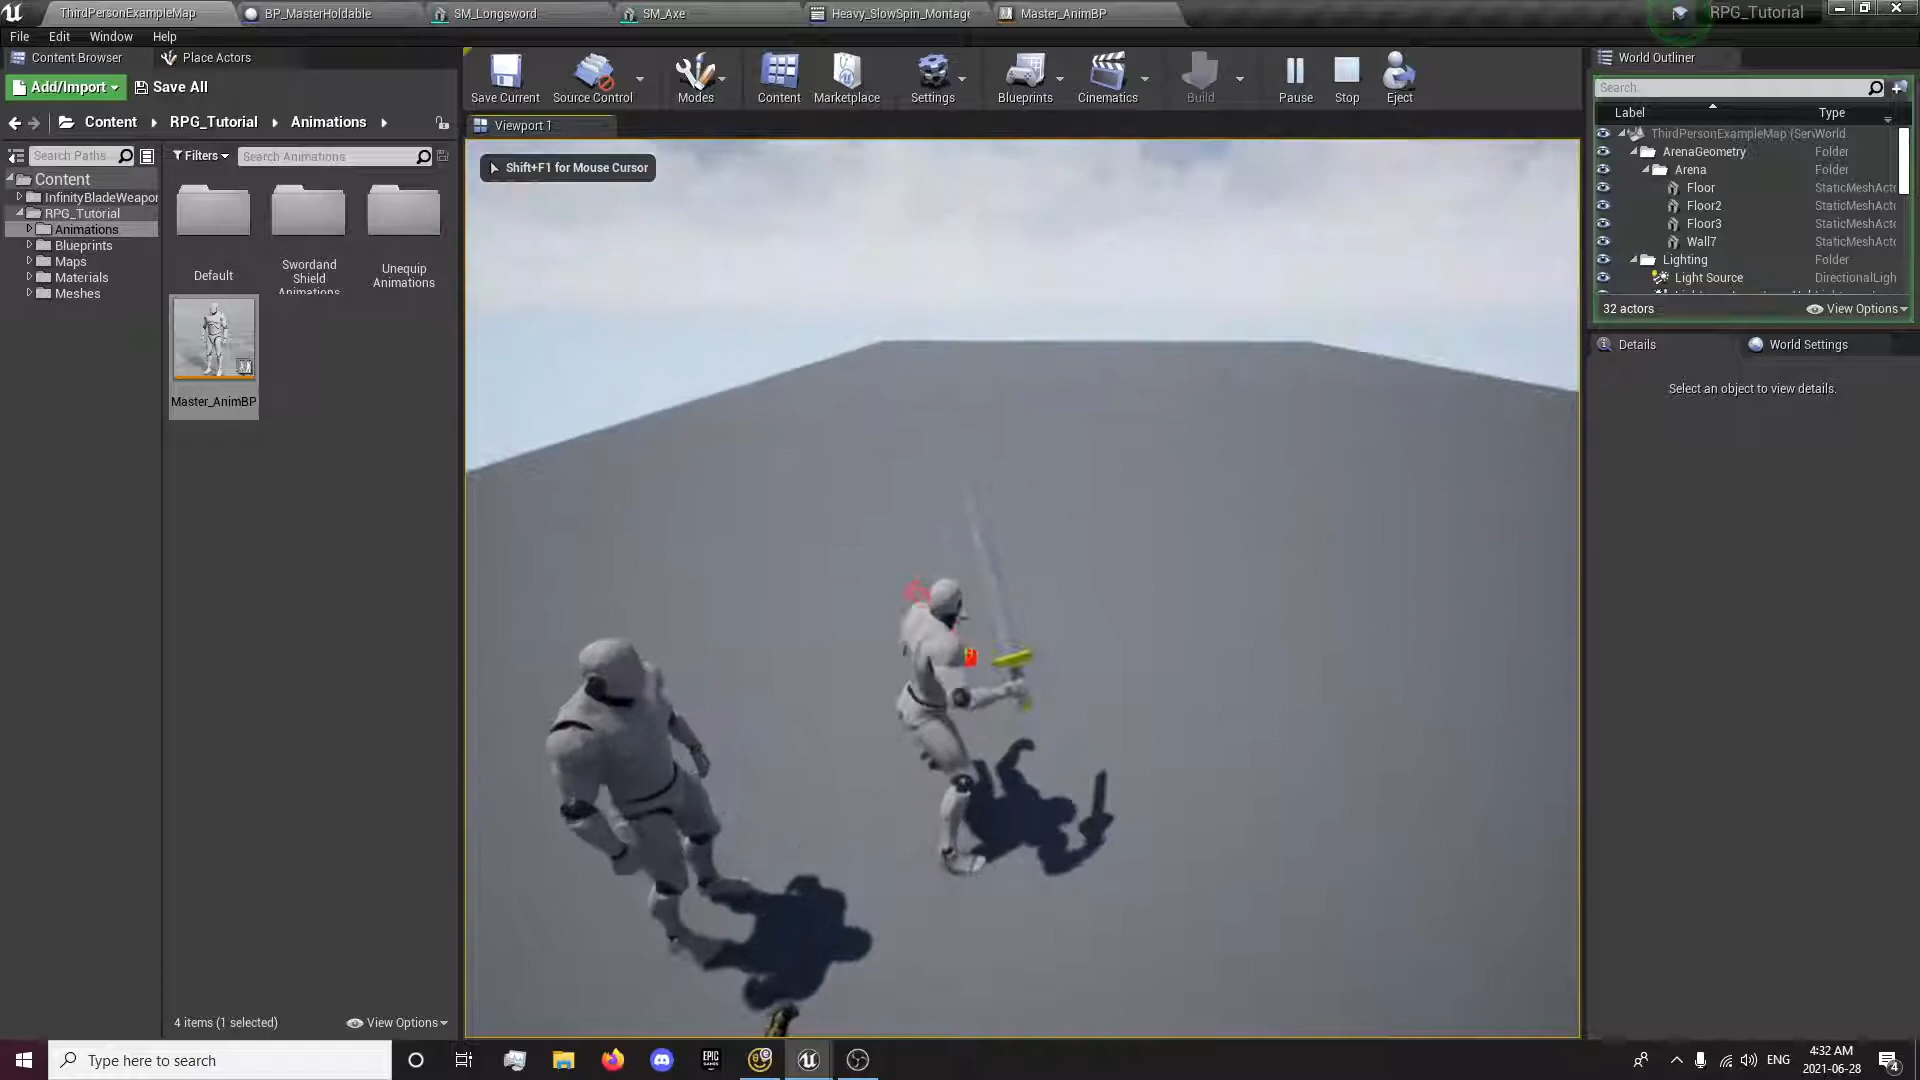 ThirdPersonExampleMap
BP_MasterHoldable
SM_Longsword
SM_Axe
Heavy_SlowSpin_Montage
Master_AnimBP
RPG_Tutorial
File
Edit
Window
Help
Content Browser
Place Actors
Add/Import
Save All
Content
RPG_Tutorial
Animations
Search Paths
Filters
Search Animations
Content
InfinityBladeWeapor
RPG_Tutorial
Animations
Blueprints
Maps
Materials
Meshes
Default
Swordand
Shield
Animations
Unequip
Animations
Master_AnimBP
4 items (1 selected)
View Options
Save Current
Source Control
Modes
Content
Marketplace
Settings
Blueprints
Cinematics
Build
Pause
Stop
Eject
Viewport 1
Shift+F1 for Mouse Cursor
World Outliner
Search.
Label
Type
ThirdPersonExampleMap (Ser
World
ArenaGeometry
Folder
Arena
Folder
Floor
StaticMeshActo
Floor2
StaticMeshActo
Floor3
StaticMeshActo
Wall7
StaticMeshActo
Lighting
Folder
Light Source
DirectionalLigh
32 actors
View Options
Details
World Settings
Select an object to view details.
Type here to search
EPIC
GAMES
ENG
4:32 AM
2021-06-28
4